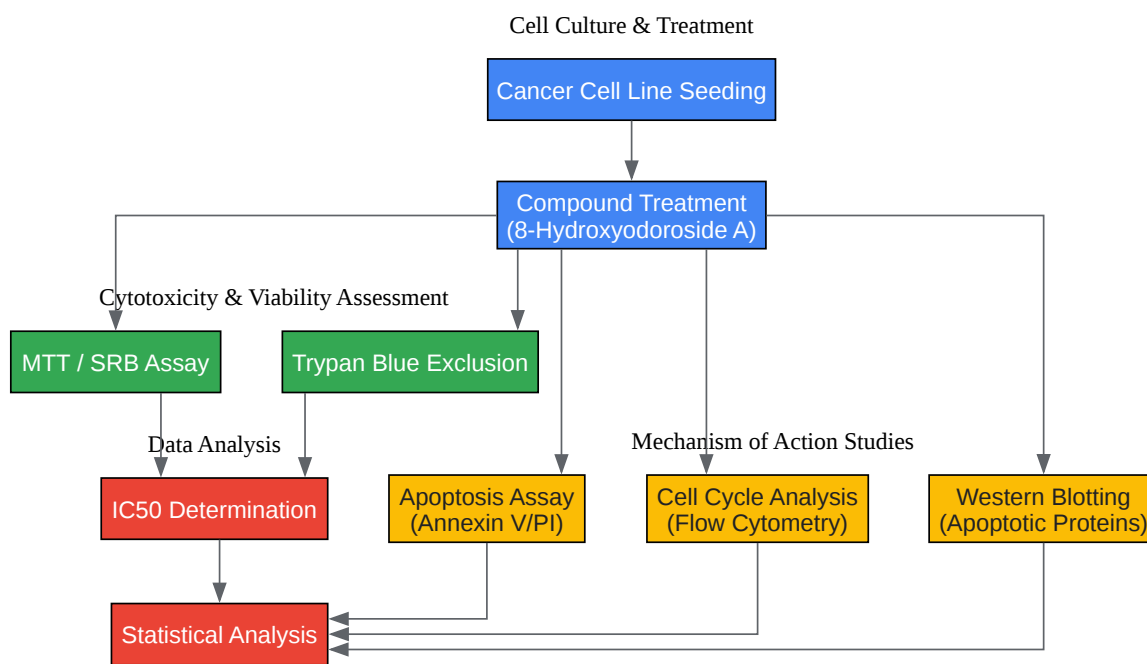 Cell Culture & Treatment
Cancer Cell Line Seeding
Compound Treatment
(8-Hydroxyodoroside A)
Cytotoxicity & Viability Assessment
MTT / SRB Assay
Trypan Blue Exclusion
Data Analysis
Mechanism of Action Studies
IC50 Determination
Apoptosis Assay
(Annexin V/PI)
Cell Cycle Analysis
(Flow Cytometry)
Western Blotting
(Apoptotic Proteins)
Statistical Analysis